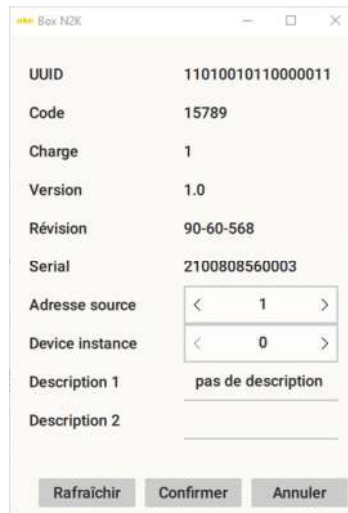 nke Box N2K
UUID 11010010110000011
Code 15789
Charge 1
Version 1.0
Révision 90-60-568
Serial 2100808560003
Adresse source < 1 >
Device instance < 0 >
Description 1 pas de description
Description 2
Rafraîchir Confirmer Annuler